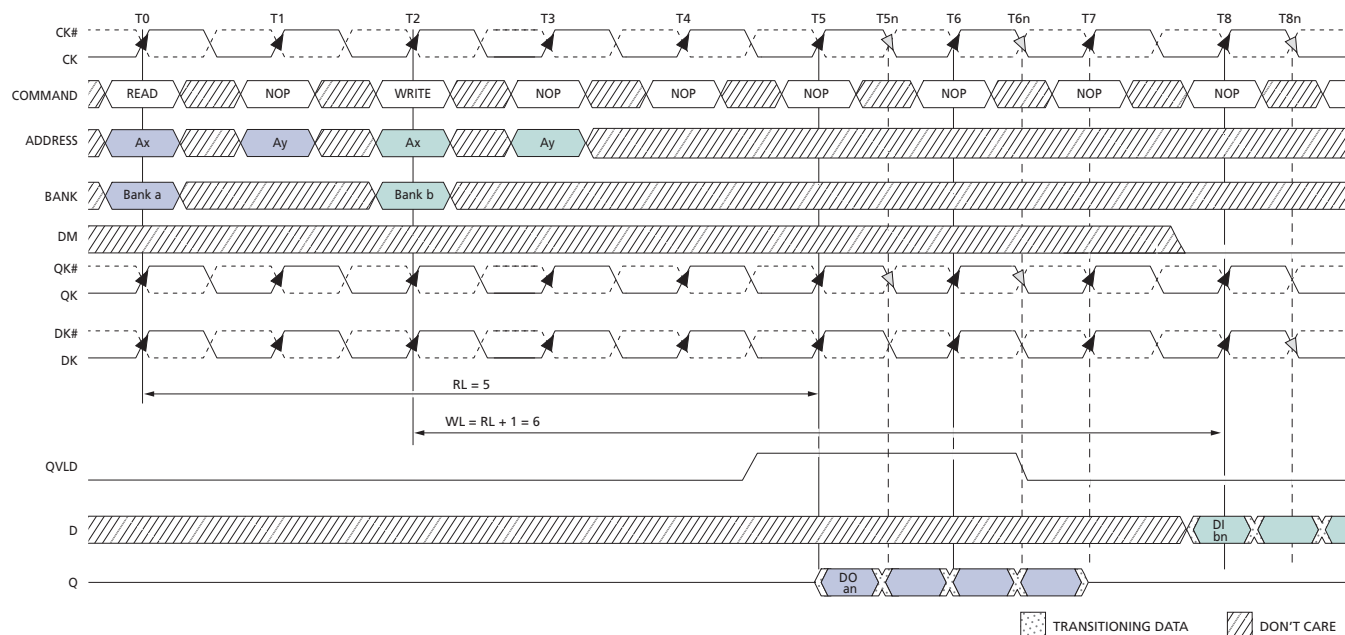 T0 T1 T2 T3 T4 T5 T5n T6 T6n T7 T8 T8n
CK#
CK
COMMAND READ NOP WRITE NOP NOP NOP NOP NOP NOP
ADDRESS Ax Ay Ax Ay
BANK Bank a Bank b
DM
QK#
QK
DK#
DK
RL = 5
WL = RL + 1 = 6
QVLD
D DI
bn
Q DO
an
TRANSITIONING DATA DON'T CARE